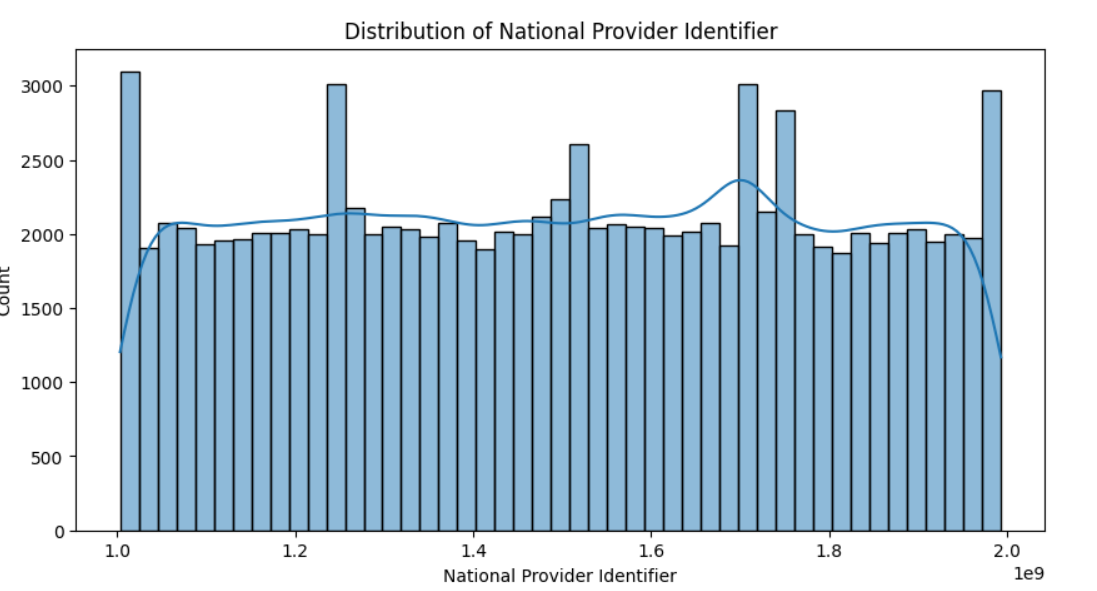 Distribution of National Provider Identifier
3000
2500
2000
1500
1000
500
0
Count
1.0 1.2 1.4 1.6 1.8 2.0
1e9
National Provider Identifier